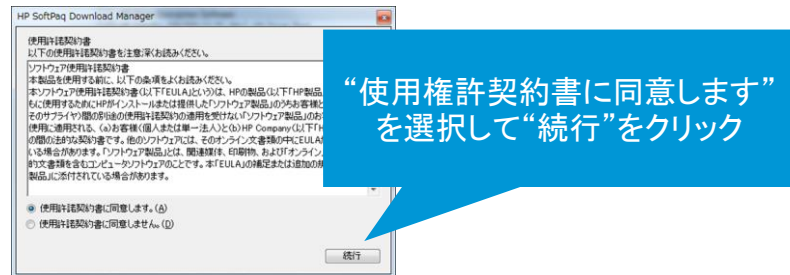 HP SoftPaq Download Manager
使用許諾契約書
以下の使用許諾契約書を注意深くお読みください。
ソフトウェア使用許諾契約書
本製品を使用する前に、以下の条項をよくお読みください。
本ソフトウェア使用許諾契約書(以下「EULA」という)は、HPの製品(以下「HP製品
もに使用するためにHPがインストールまたは提供した「ソフトウェア製品」のうちお客様と
そのサプライヤ)間の別途の使用許諾契約の適用を受けない「ソフトウェア製品」のお
使用に適用される、(a)お客様(個人または単一法人)と(b)HP Company(以下「H
の間の法的な契約書です。他のソフトウェアには、そのオンライン文書類の中にEULAが
いる場合があります。「ソフトウェア製品」とは、関連媒体、印刷物、および「オンライン」
的文書類を含むコンピュータソフトウェアのことです。本「EULA」の補足または追加の
製品」に添付されている場合があります。
使用許諾契約書に同意します。(A)
使用許諾契約書に同意しません。(D)
続行
“使用権許契約書に同意します”
を選択して“続行”をクリック